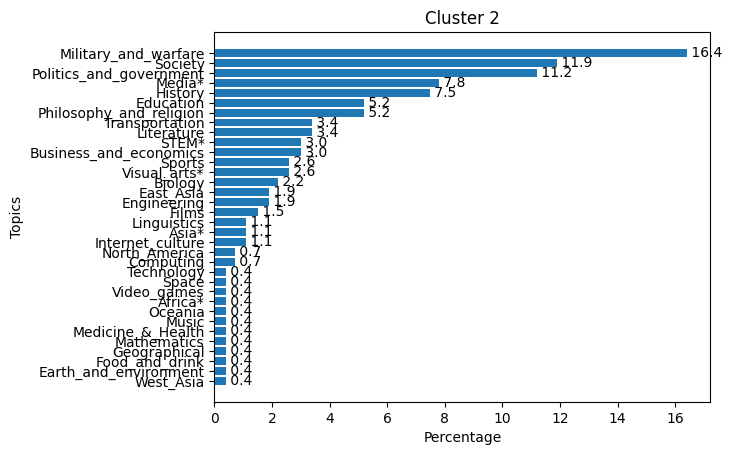 Cluster 2
Topics
Military_and_warfare 16.4
Society 11.9
Politics_and_government 11.2
Media* 7.8
History 7.5
Education 5.2
Philosophy_and_religion 5.2
Transportation 3.4
Literature 3.4
STEM* 3.0
Business_and_economics 3.0
Sports 2.6
Visual_arts* 2.6
Biology 2.2
East_Asia 1.9
Engineering 1.9
Films 1.5
Linguistics 1.1
Asia* 1.1
Internet_culture 1.1
North_America 0.7
Computing 0.7
Technology 0.4
Space 0.4
Video_games 0.4
Africa* 0.4
Oceania 0.4
Music 0.4
Medicine_&_Health 0.4
Mathematics 0.4
Geographical 0.4
Food_and_drink 0.4
Earth_and_environment 0.4
West_Asia 0.4
0 2 4 6 8 10 12 14 16
Percentage